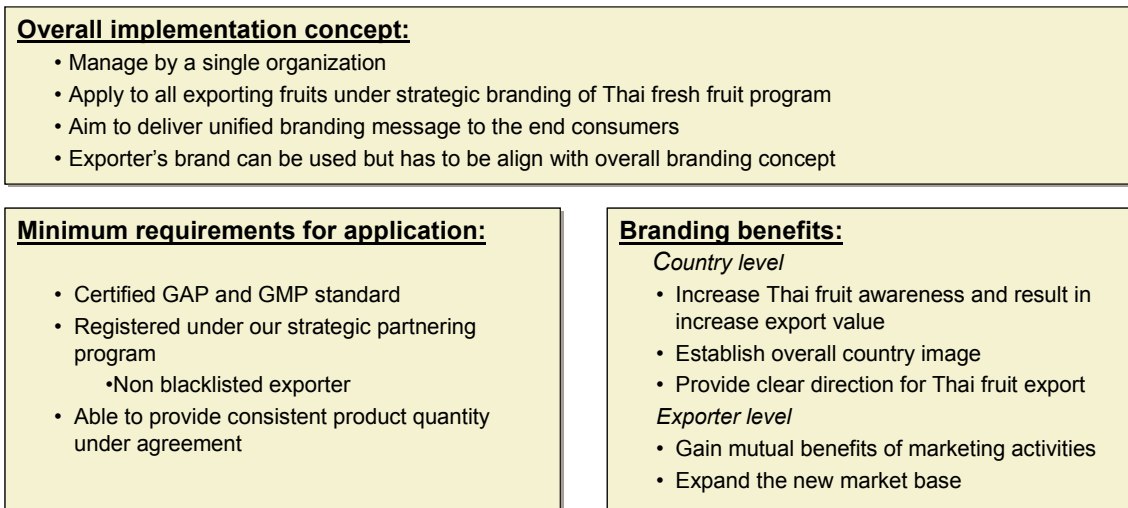 Overall implementation concept:
• Manage by a single organization
• Apply to all exporting fruits under strategic branding of Thai fresh fruit program
• Aim to deliver unified branding message to the end consumers
• Exporter's brand can be used but has to be align with overall branding concept
Minimum requirements for application:
• Certified GAP and GMP standard
• Registered under our strategic partnering
program
•Non blacklisted exporter
• Able to provide consistent product quantity
under agreement
Branding benefits:
Country level
• Increase Thai fruit awareness and result in
increase export value
• Establish overall country image
• Provide clear direction for Thai fruit export
Exporter level
• Gain mutual benefits of marketing activities
• Expand the new market base